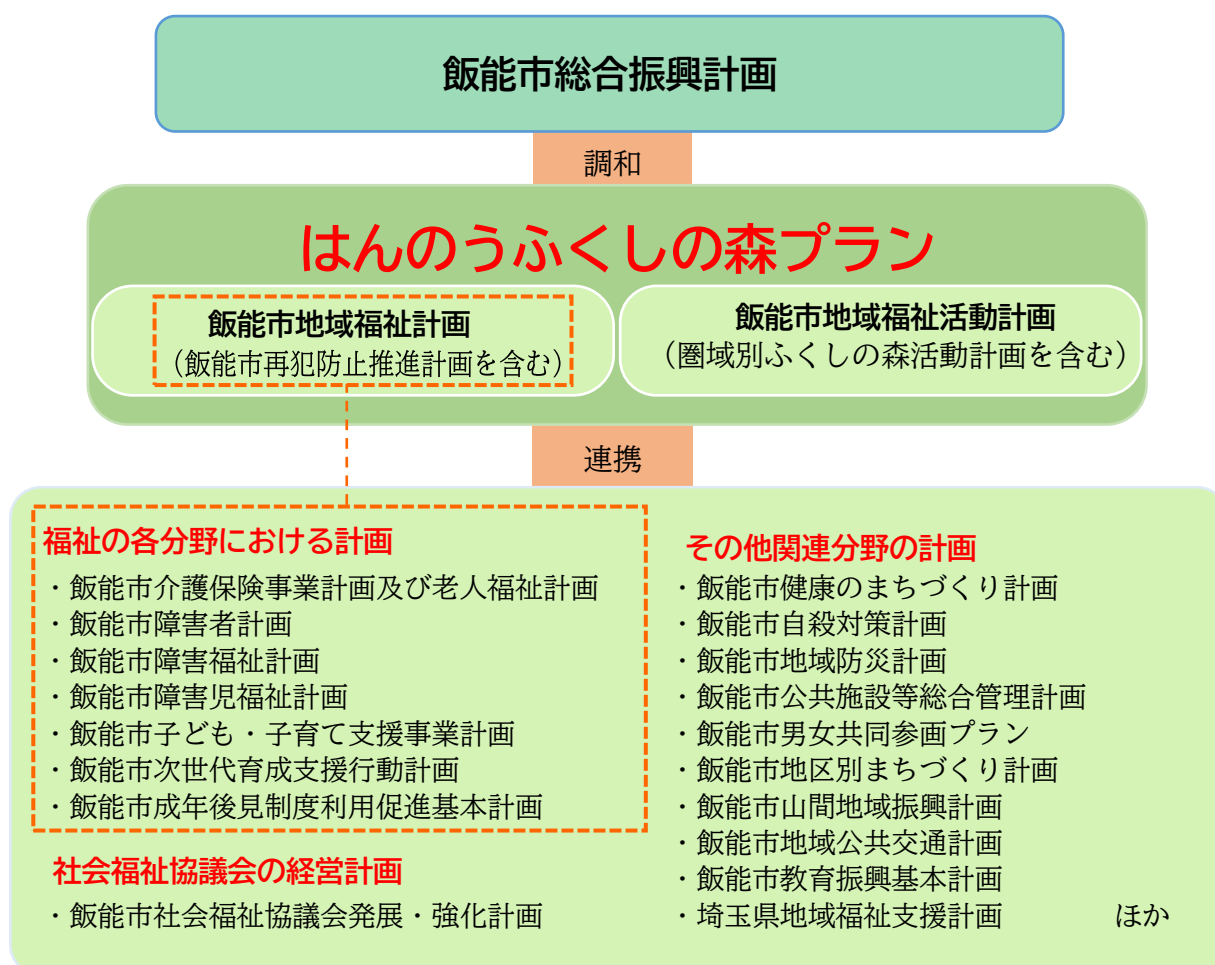 飯能市総合振興計画
調和
はんのうふくしの森プラン
飯能市地域福祉計画
（飯能市再犯防止推進計画を含む）
飯能市地域福祉活動計画
（圏域別ふくしの森活動計画を含む）
連携
福祉の各分野における計画
・飯能市介護保険事業計画及び老人福祉計画
・飯能市障害者計画
・飯能市障害福祉計画
・飯能市障害児福祉計画
・飯能市子ども・子育て支援事業計画
・飯能市次世代育成支援行動計画
・飯能市成年後見制度利用促進基本計画
社会福祉協議会の経営計画
・飯能市社会福祉協議会発展・強化計画
その他関連分野の計画
・飯能市健康のまちづくり計画
・飯能市自殺対策計画
・飯能市地域防災計画
・飯能市公共施設等総合管理計画
・飯能市男女共同参画プラン
・飯能市地区別まちづくり計画
・飯能市山間地域振興計画
・飯能市地域公共交通計画
・飯能市教育振興基本計画
・埼玉県地域福祉支援計画　　　ほか